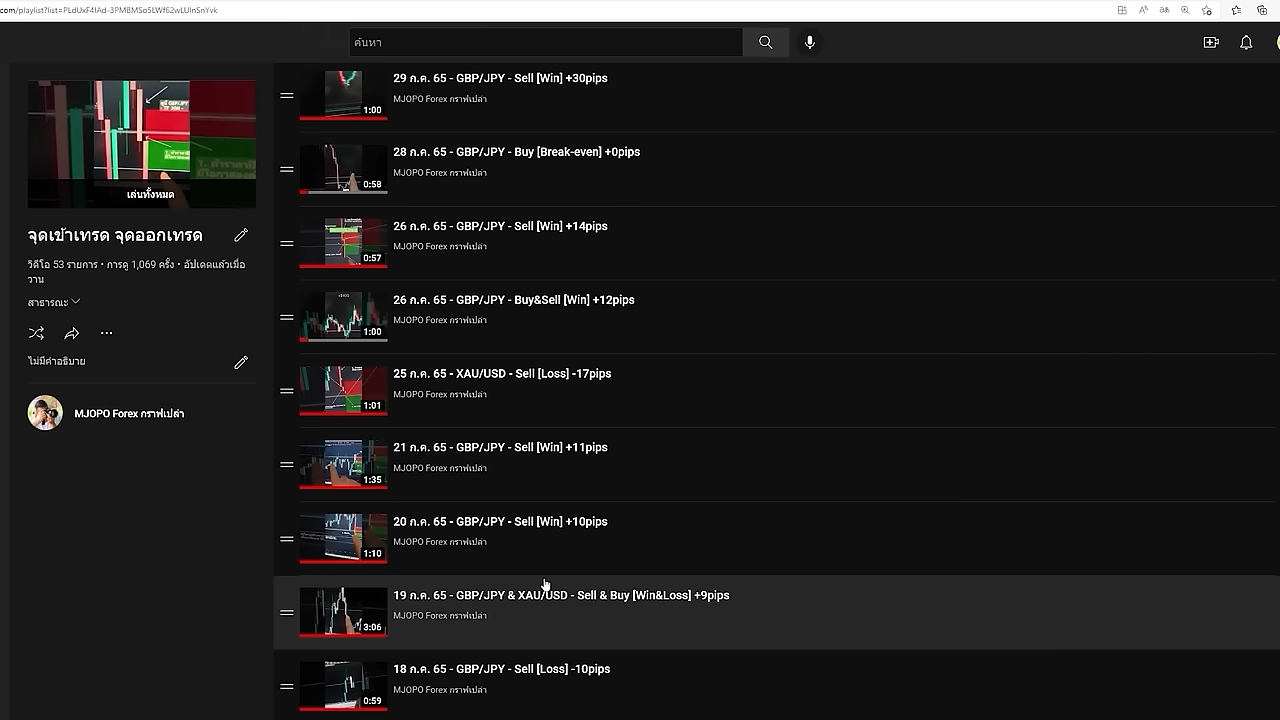 com/playlist?list=PLdUxF4IAd-3PMBMSo5LWf62wLUInSnYvk
ค้นหา
เล่นทั้งหมด
จุดเข้าเทรด จุดออกเทรด
วิดีโอ 53 รายการ • การดู 1,069 ครั้ง • อัปเดตแล้วเมื่อ
วาน
สาธารณะ
ไม่มีคำอธิบาย
MJOPO Forex กราฟเปล่า
29 ก.ค. 65 - GBP/JPY - Sell [Win] +30pips
MJOPO Forex กราฟเปล่า
1:00
28 ก.ค. 65 - GBP/JPY - Buy [Break-even] +0pips
MJOPO Forex กราฟเปล่า
0:58
26 ก.ค. 65 - GBP/JPY - Sell [Win] +14pips
MJOPO Forex กราฟเปล่า
0:57
26 ก.ค. 65 - GBP/JPY - Buy&Sell [Win] +12pips
MJOPO Forex กราฟเปล่า
1:00
25 ก.ค. 65 - XAU/USD - Sell [Loss] -17pips
MJOPO Forex กราฟเปล่า
1:01
21 ก.ค. 65 - GBP/JPY - Sell [Win] +11pips
MJOPO Forex กราฟเปล่า
1:35
20 ก.ค. 65 - GBP/JPY - Sell [Win] +10pips
MJOPO Forex กราฟเปล่า
1:10
19 ก.ค. 65 - GBP/JPY & XAU/USD - Sell & Buy [Win&Loss] +9pips
MJOPO Forex กราฟเปล่า
3:06
18 ก.ค. 65 - GBP/JPY - Sell [Loss] -10pips
MJOPO Forex กราฟเปล่า
0:59